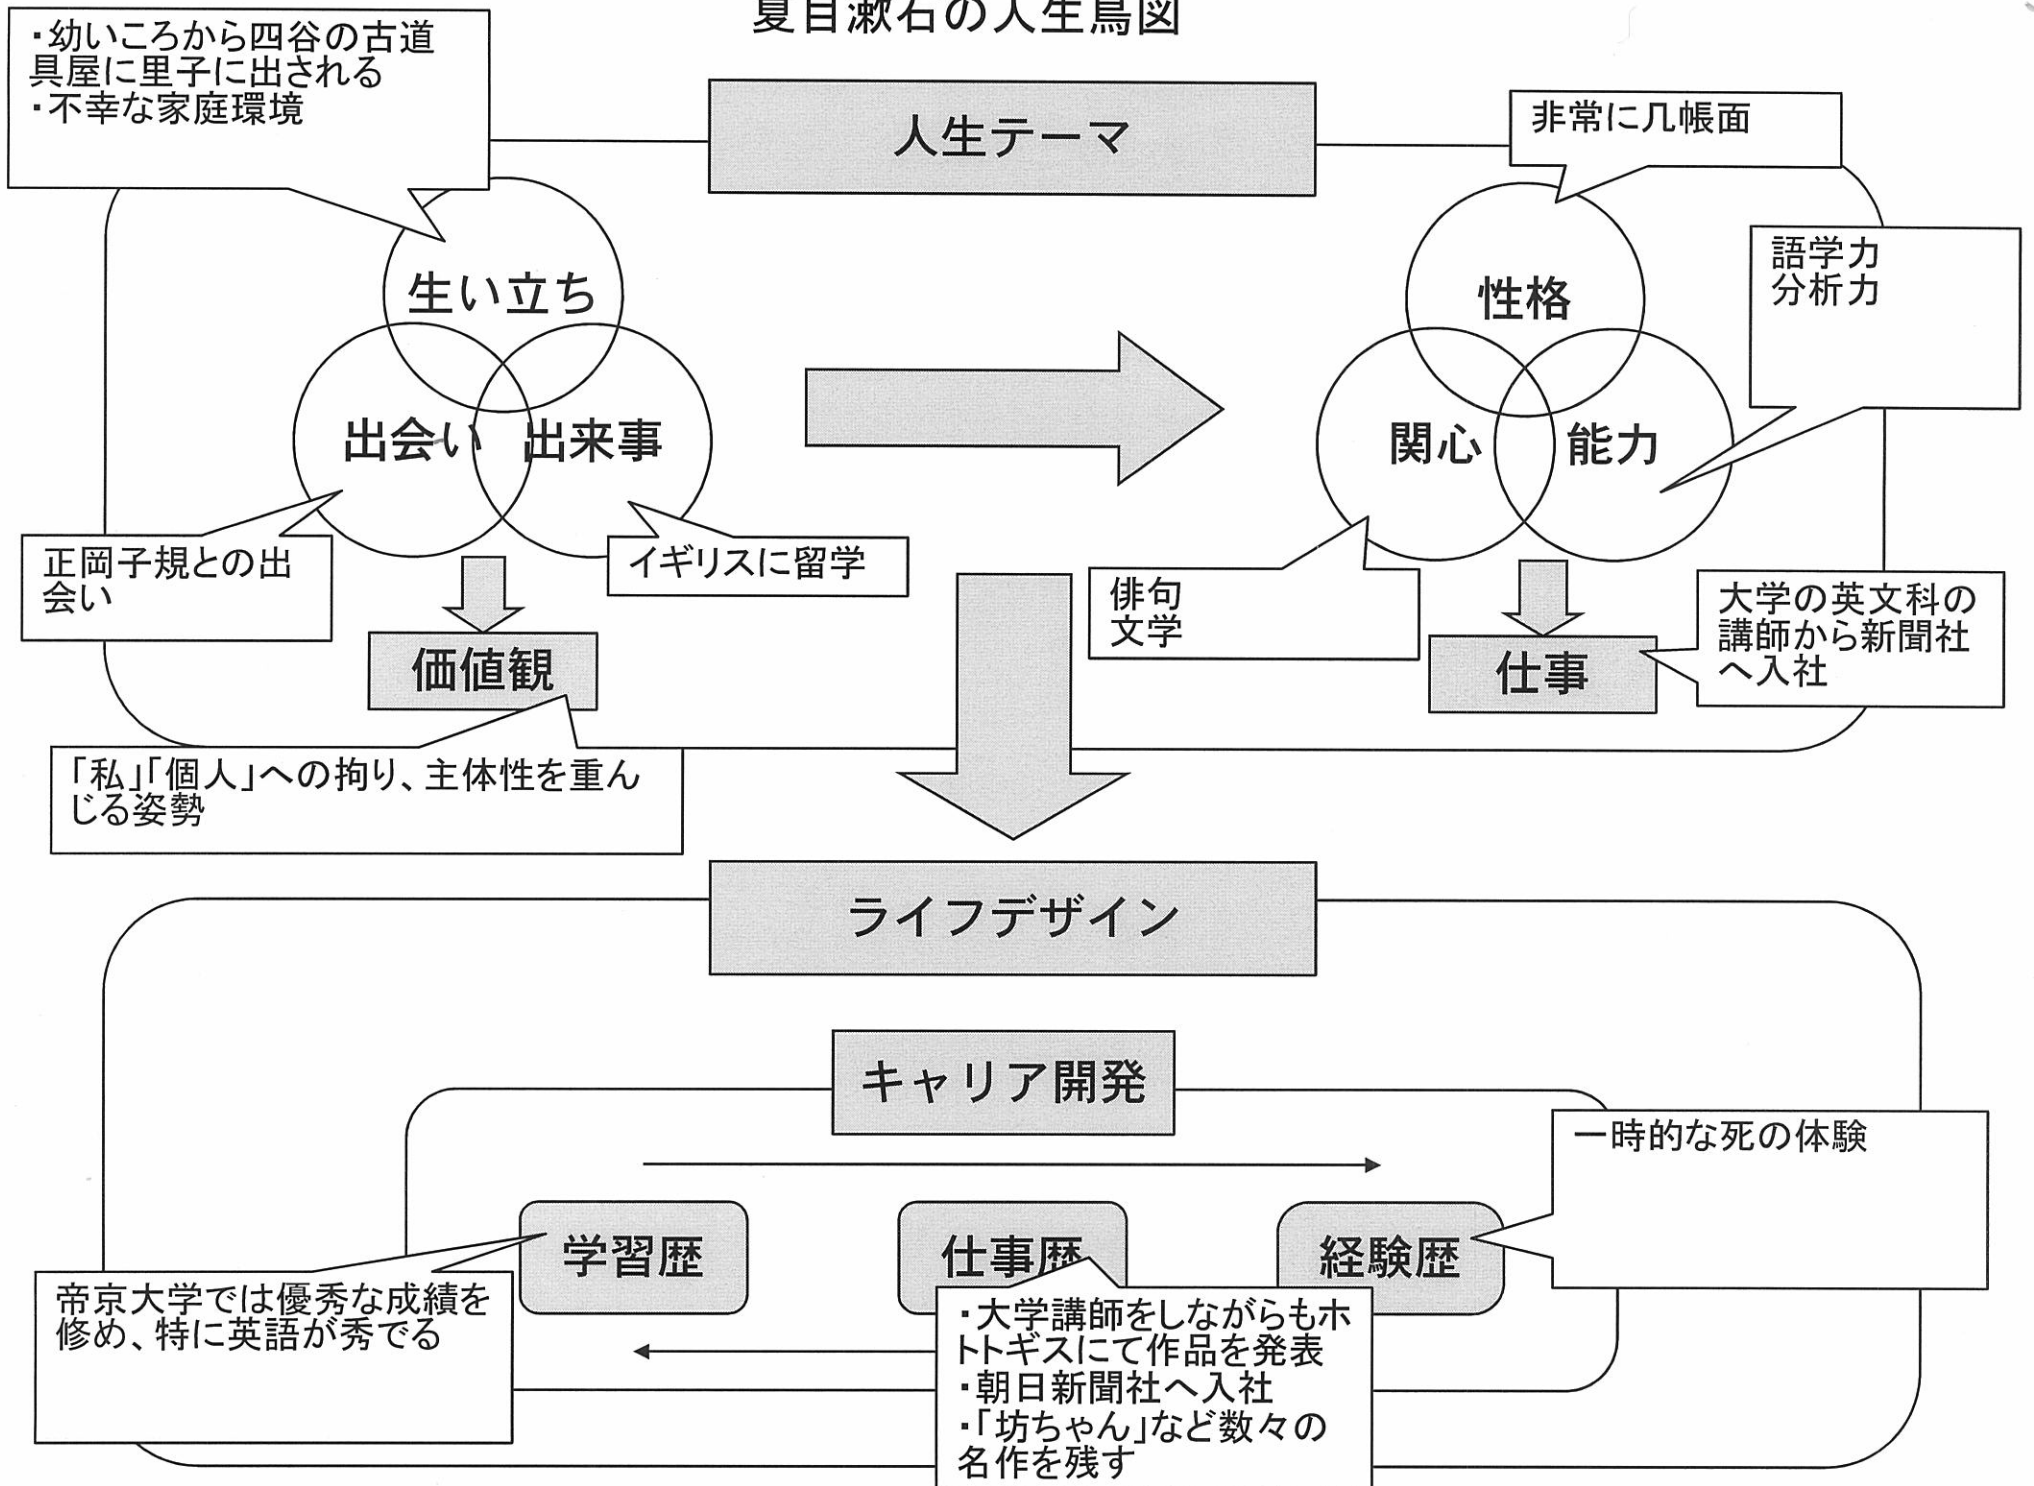 夏目漱石の人生鳥図
・幼いころから四谷の古道
具屋に里子に出される
・不幸な家庭環境
人生テーマ
非常に几帳面
語学力
分析力
生い立ち
出会い
出来事
性格
関心
能力
正岡子規との出
会い
イギリスに留学
俳句
文学
大学の英文科の
講師から新聞社
へ入社
価値観
仕事
「私」「個人」への拘り、主体性を重ん
じる姿勢
ライフデザイン
キャリア開発
一時的な死の体験
学習歴
仕事歴
経験歴
帝京大学では優秀な成績を
修め、特に英語が秀でる
・大学講師をしながらもホ
トトギスにて作品を発表
・朝日新聞社へ入社
・「坊ちゃん」など数々の
名作を残す